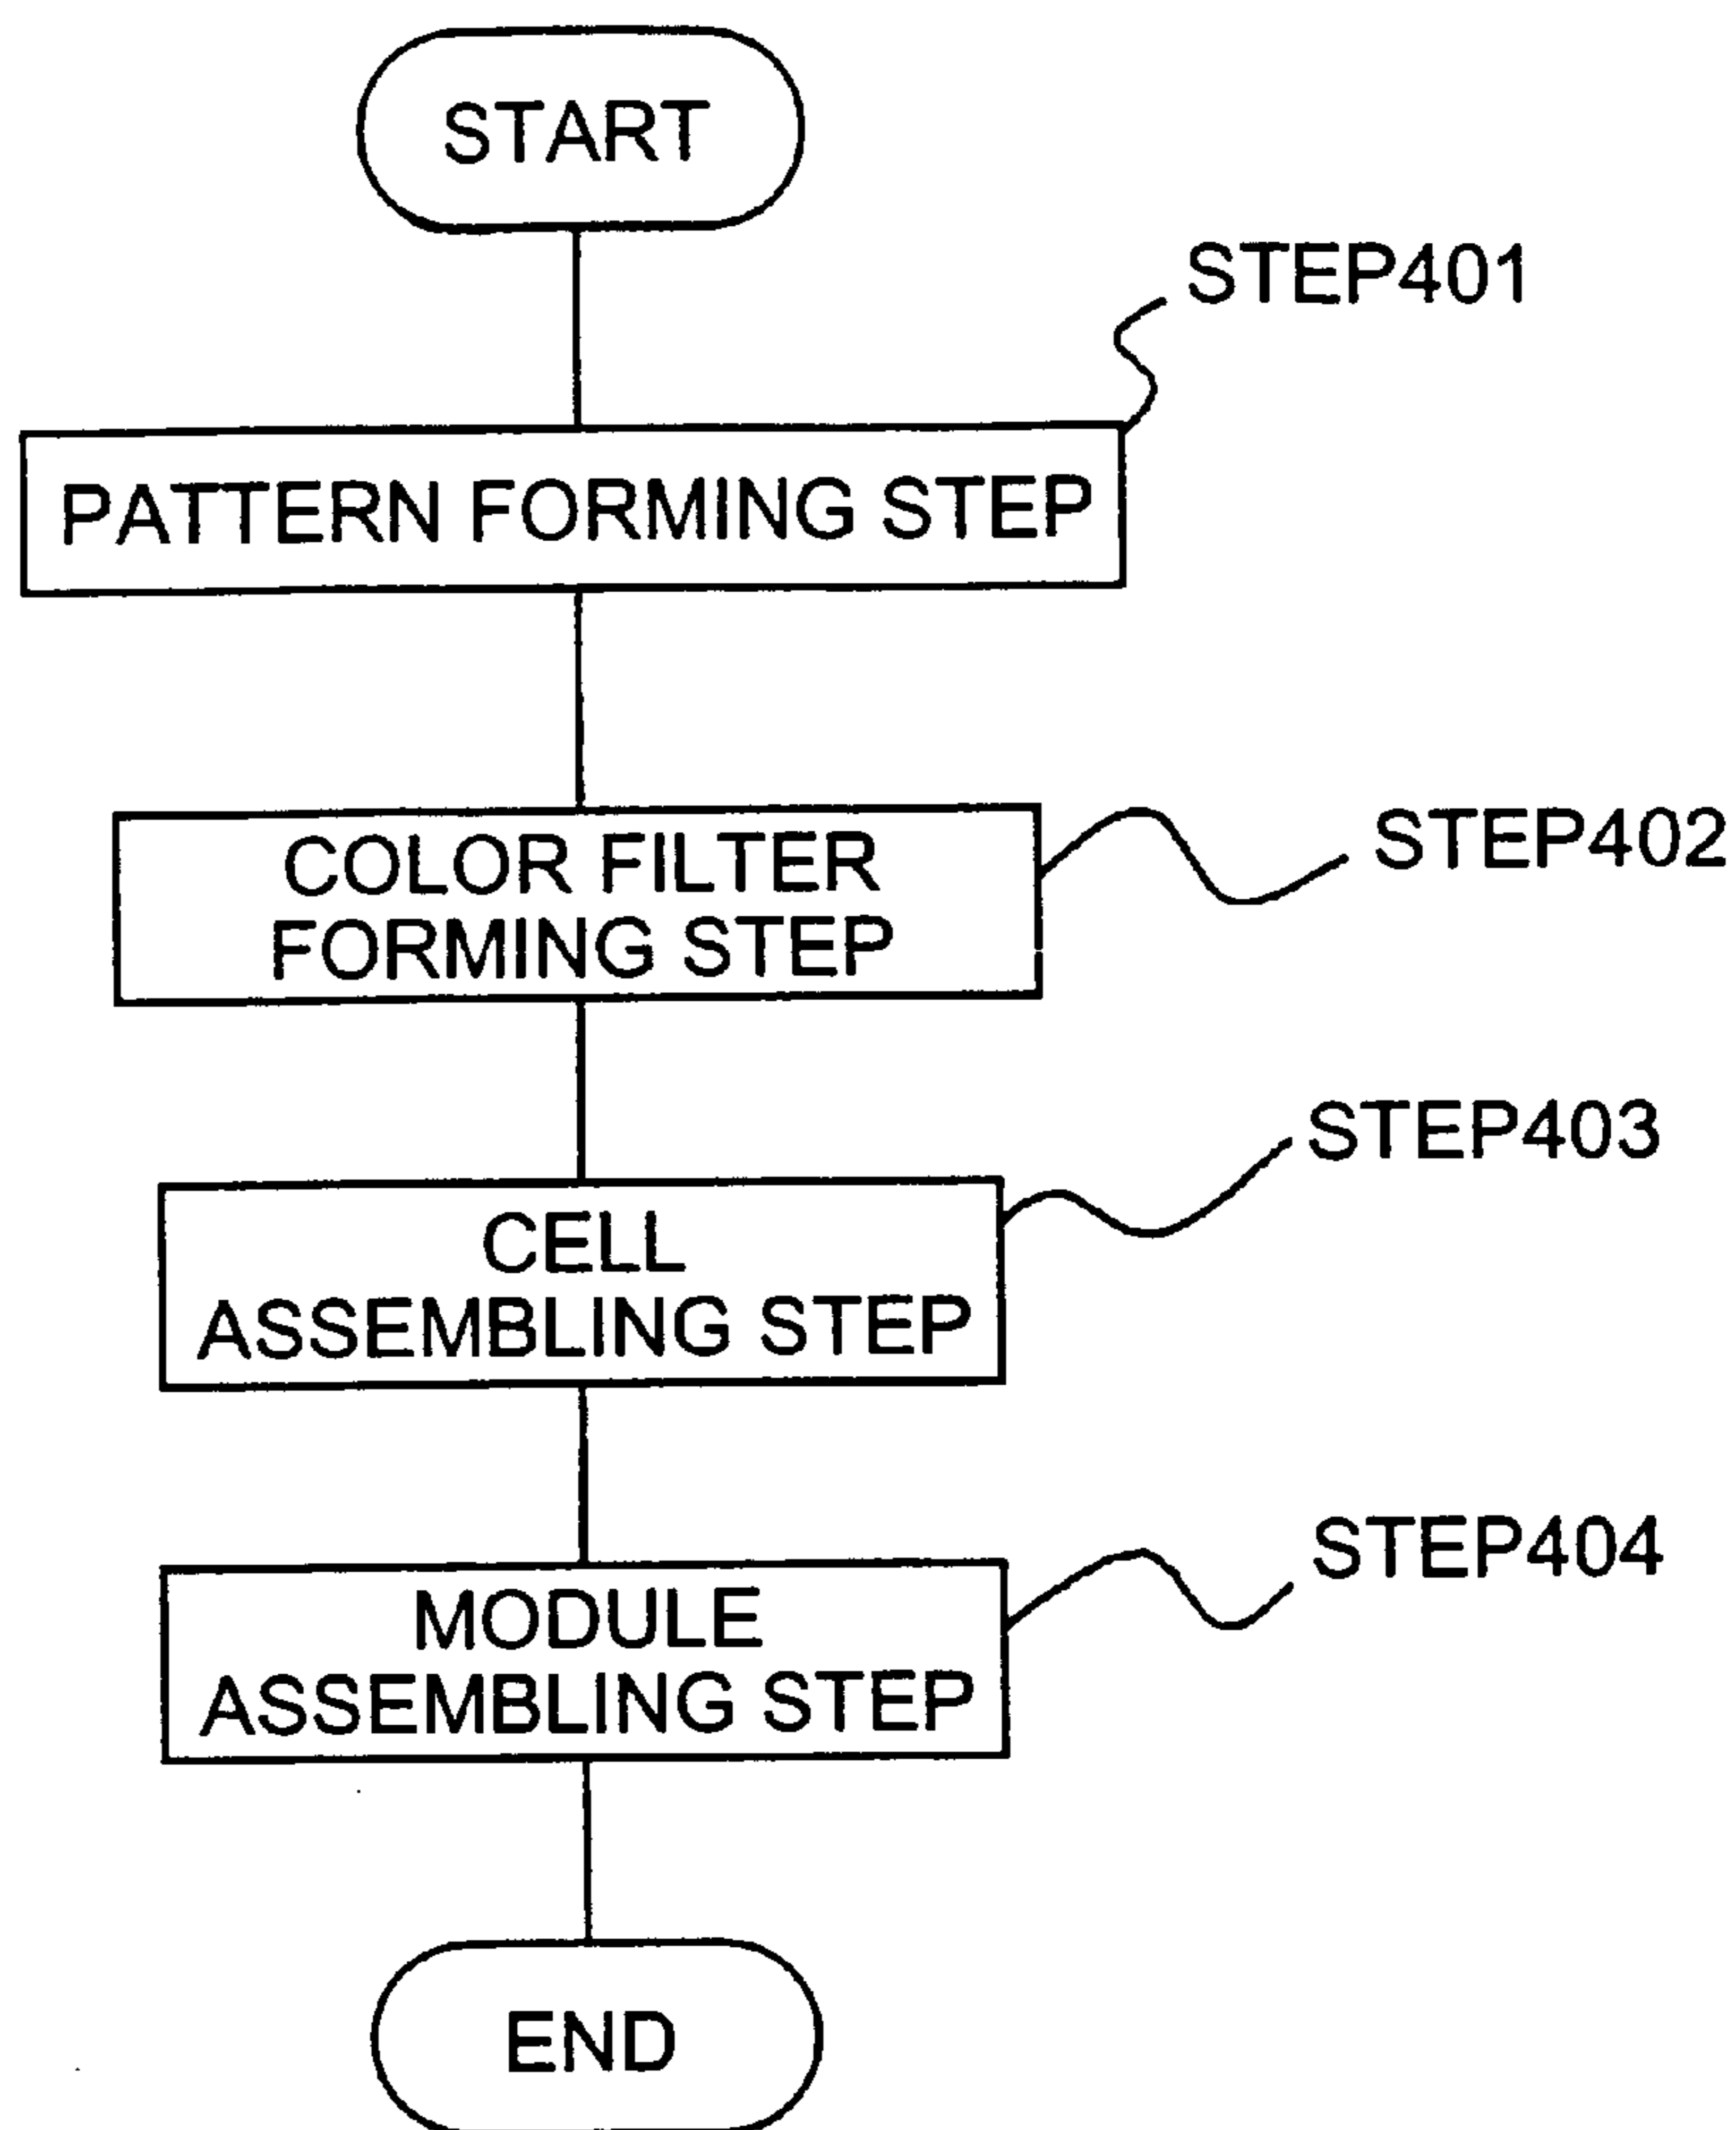 START
STEP401
PATTERN FORMING STEP
COLOR FILTER
FORMING STEP
STEP402
CELL
ASSEMBLING STEP
STEP403
MODULE
ASSEMBLING STEP
STEP404
END